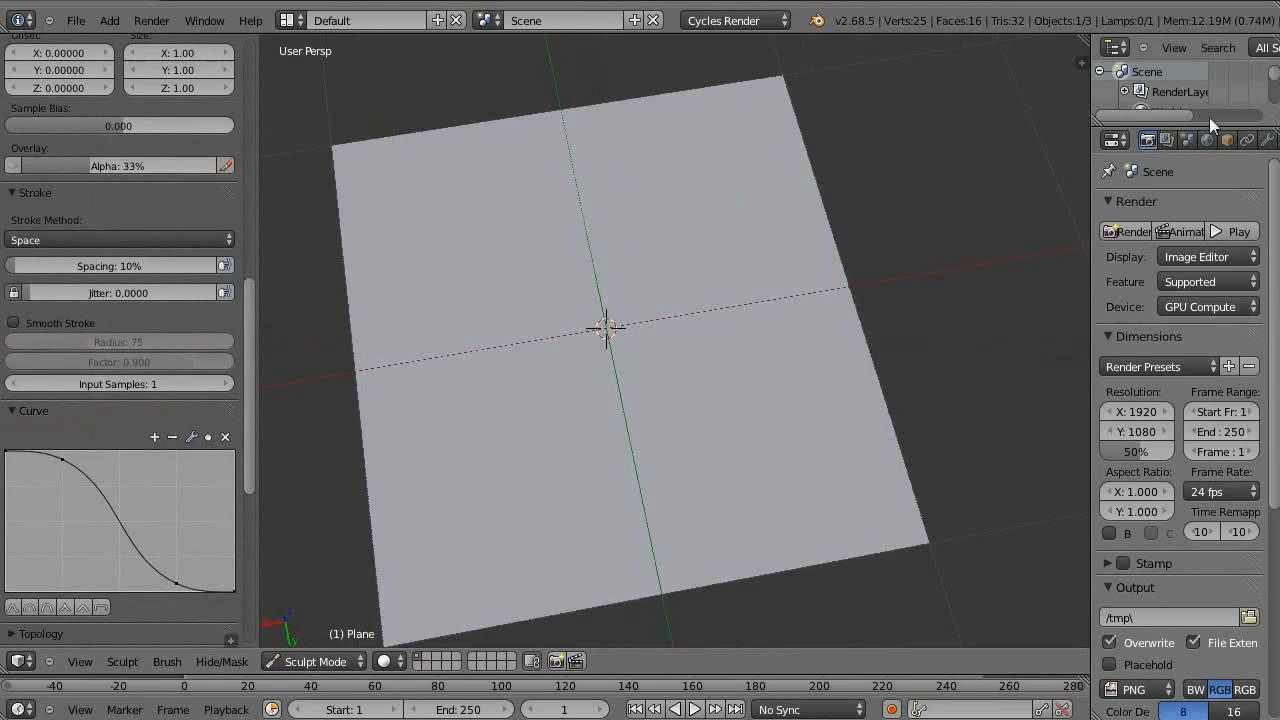 File Add Render Window Help Default Scene Cycles Render v2.68.5 | Verts:25 | Faces:16 | Tris:32 | Objects:1/3 | Lamps:0/1 | Mem:12.19M (0.74M)
Offset: Size:
X: 0.00000 X: 1.00
Y: 0.00000 Y: 1.00
Z: 0.00000 Z: 1.00
Sample Bias:
0.000
Overlay:
Alpha: 33%
Stroke
Stroke Method:
Space
Spacing: 10%
Jitter: 0.0000
Smooth Stroke
Radius: 75
Factor: 0.900
Input Samples: 1
Curve
Topology
User Persp
z
y
(1) Plane
View Sculpt Brush Hide/Mask Sculpt Mode
-40 -20 0 20 40 60 80 100 120 140 160 180 200 220 240 260 280
View Marker Frame Playback Start: 1 End: 250 1 No Sync
View Search All S
Scene
RenderLaye
Scene
Render
Render Animat Play
Display: Image Editor
Feature Supported
Device: GPU Compute
Dimensions
Render Presets
Resolution: Frame Range:
X: 1920 Start Fr: 1
Y: 1080 End : 250
50% Frame : 1
Aspect Ratio: Frame Rate:
X: 1.000 24 fps
Y: 1.000 Time Remapp
B C 10 10
Stamp
Output
/tmp\
Overwrite File Exten
Placehold
PNG BW RGB RGB
Color De 8 16